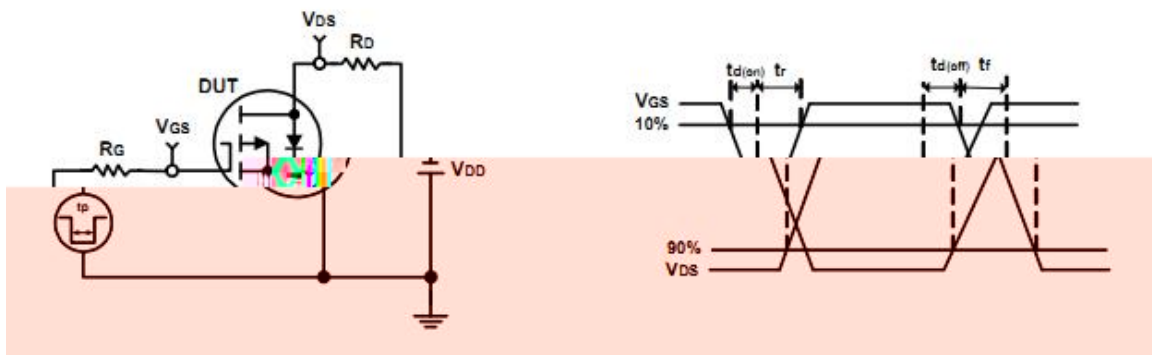 VDS
RD
DUT
VGS
RG
VDD
tp
td(on) tr
td(off) tf
VGS
10%
90%
VDS